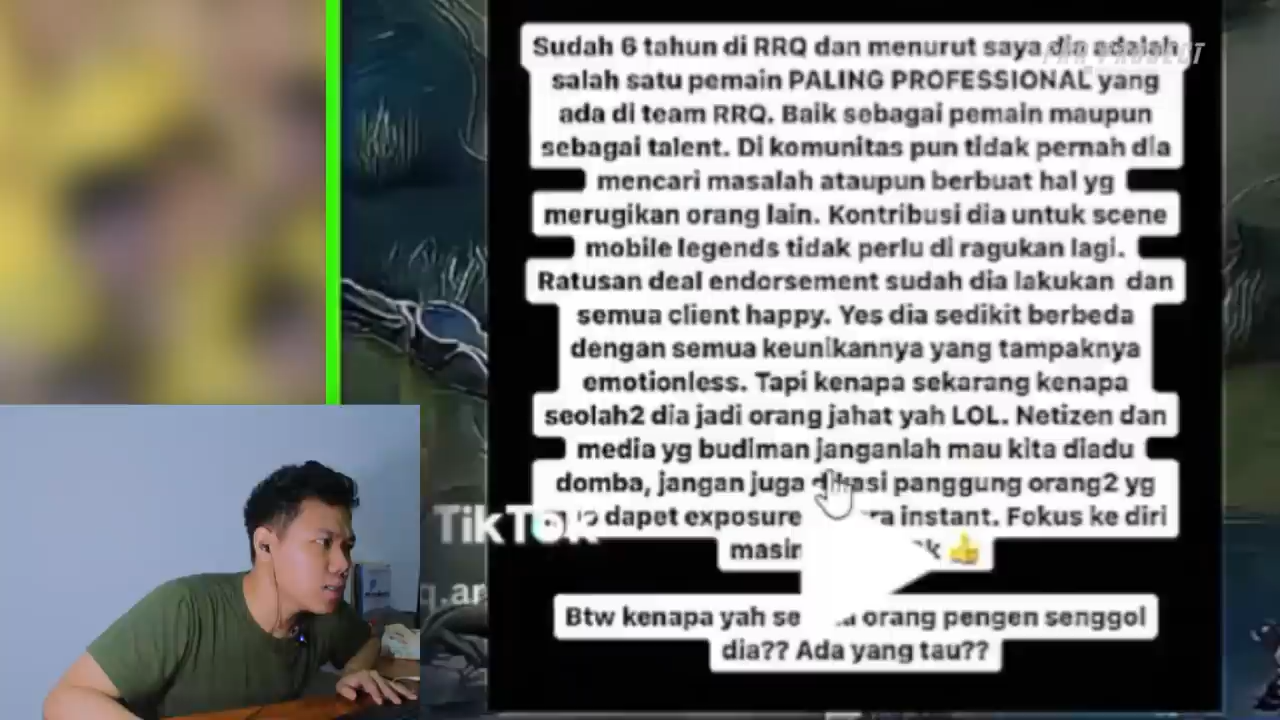 Sudah 6 tahun di RRQ dan menurut saya dia adalah
salah satu pemain PALING PROFESSIONAL yang
ada di team RRQ. Baik sebagai pemain maupun
sebagai talent. Di komunitas pun tidak pernah dia
mencari masalah ataupun berbuat hal yg
merugikan orang lain. Kontribusi dia untuk scene
mobile legends tidak perlu di ragukan lagi.
Ratusan deal endorsement sudah dia lakukan dan
semua client happy. Yes dia sedikit berbeda
dengan semua keunikannya yang tampaknya
emotionless. Tapi kenapa sekarang kenapa
seolah2 dia jadi orang jahat yah LOL. Netizen dan
media yg budiman janganlah mau kita diadu
domba, jangan juga dikasi panggung orang2 yg
dapet exposure instant. Fokus ke diri
TikTok
👍
Btw kenapa yah orang pengen senggol
dia?? Ada yang tau??